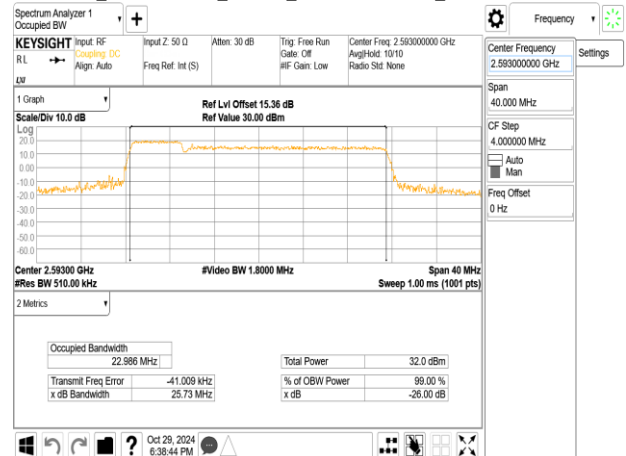 Spectrum Analyzer 1
Occupied BW
Frequency
KEYSIGHT
RL
LXI
Input: RF
Coupling: DC
Align: Auto
Input Z: 50 Ω
Freq Ref: Int (S)
Atten: 30 dB
Trig: Free Run
Gate: Off
#IF Gain: Low
Center Freq: 2.593000000 GHz
Avg|Hold: 10/10
Radio Std: None
Center Frequency
2.593000000 GHz
Settings
Span
40.000 MHz
CF Step
4.000000 MHz
Auto
Man
Freq Offset
0 Hz
1 Graph
Scale/Div 10.0 dB
Ref Lvl Offset 15.36 dB
Ref Value 30.00 dBm
Log
20.0
10.0
0.00
-10.0
-20.0
-30.0
-40.0
-50.0
-60.0
Center 2.59300 GHz
#Res BW 510.00 kHz
#Video BW 1.8000 MHz
Span 40 MHz
Sweep 1.00 ms (1001 pts)
2 Metrics
Occupied Bandwidth
22.986 MHz
Total Power 32.0 dBm
Transmit Freq Error -41.009 kHz
% of OBW Power 99.00 %
x dB Bandwidth 25.73 MHz
x dB -26.00 dB
?
Oct 29, 2024
6:38:44 PM